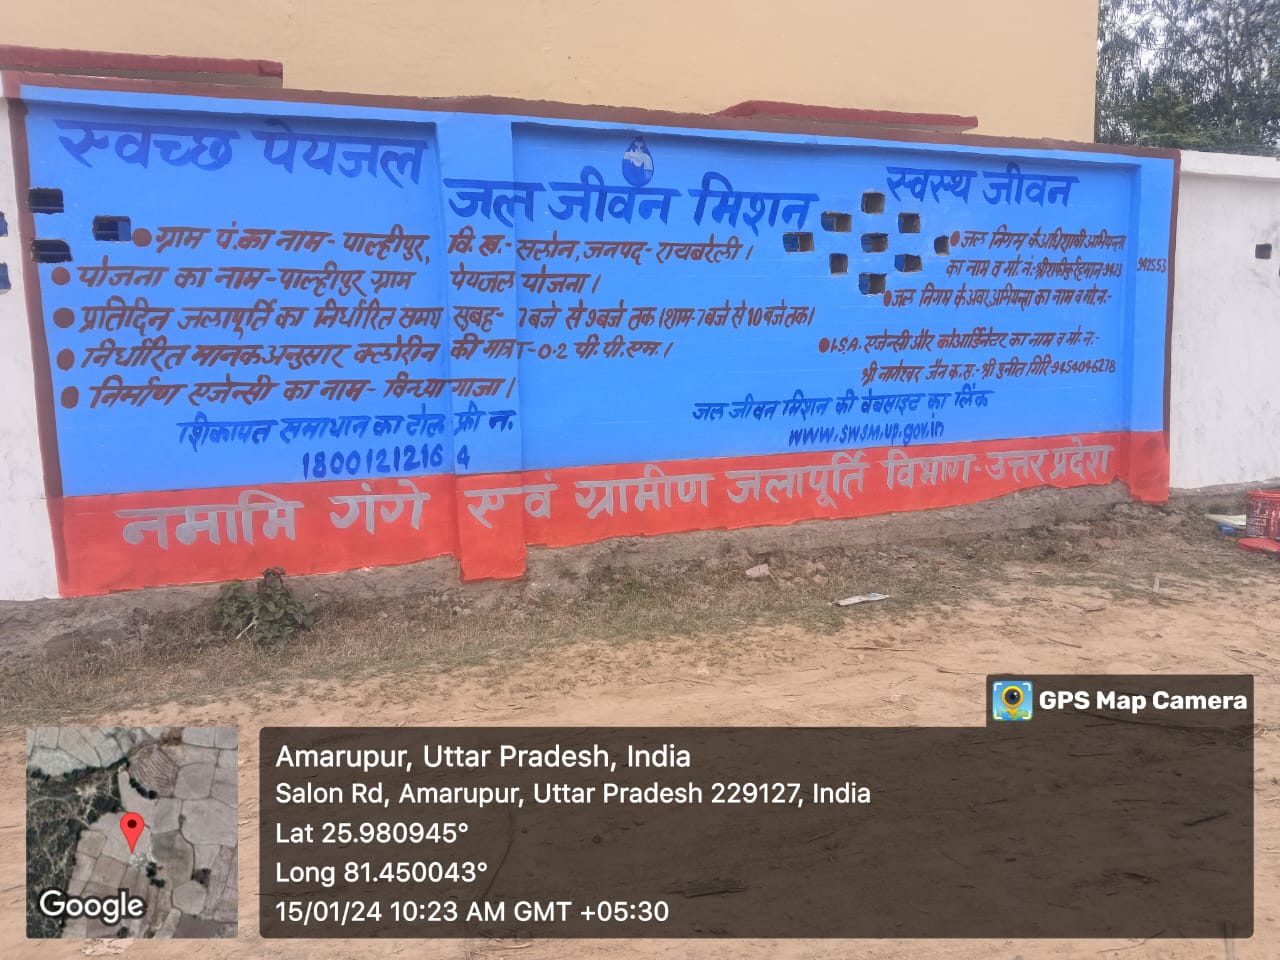 स्वच्छ पेयजल
जल जीवन मिशन
स्वस्थ जीवन
• ग्राम पं. का नाम - पाल्हीपुर, वि. ख. - सलोन, जनपद - रायबरेली ।
• योजना का नाम - पाल्हीपुर ग्राम पेयजल योजना ।
• प्रतिदिन जलापूर्ति का निर्धारित समय सुबह - 7 बजे से 9 बजे तक । शाम - 7 बजे से 10 बजे तक ।
• निर्धारित मानक अनुसार क्लोरीन की मात्रा - 0.2 पी. पी. एम. ।
• निर्माण एजेन्सी का नाम - विन्ध्या गाजा ।
शिकायत समाधान का टोल फ्री न.
18001212164
• जल निगम के अधिशाषी अभियन्ता
का नाम व मो. नं: श्री
• जल निगम के अवर अभियन्ता का नाम व मो. न:-
• I.S.A. एजेन्सी और कोआर्डिनेटर का नाम व मो. न:-
श्री नागेश्वर जैन क. स:- श्री पुनीत गिरि - 9454046278
जल जीवन मिशन की वेबसाइट का लिंक
www.swsm.up.gov.in
नमामि गंगे एवं ग्रामीण जलापूर्ति विभाग - उत्तर प्रदेश
GPS Map Camera
Amarupur, Uttar Pradesh, India
Salon Rd, Amarupur, Uttar Pradesh 229127, India
Lat 25.980945°
Long 81.450043°
15/01/24 10:23 AM GMT +05:30
Google